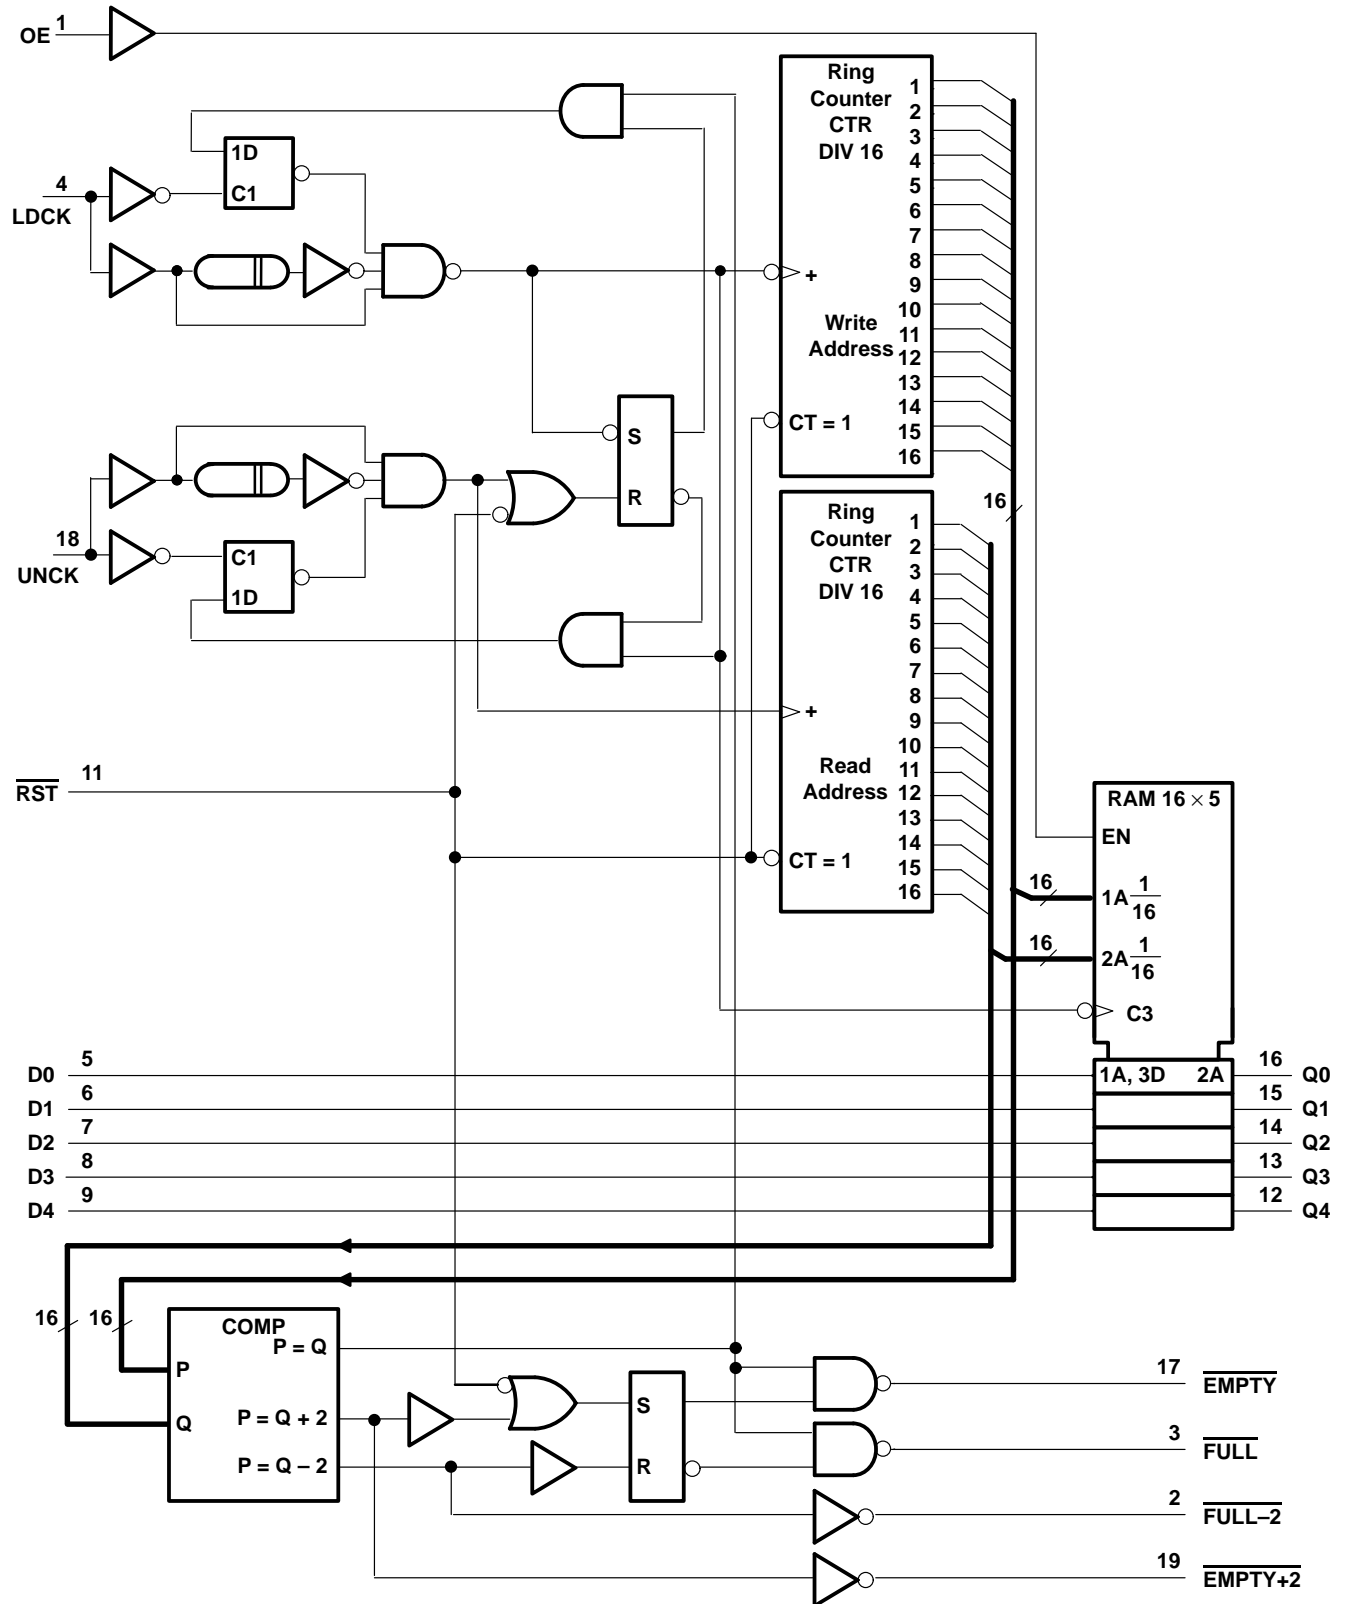 OE 1
Ring
Counter
CTR
DIV 16
1
2
3
4
5
6
7
8
9
10
11
12
13
14
15
16
+
Write
Address
CT = 1
1D
C1
4
LDCK
S
R
16
18
UNCK
C1
1D
Ring
Counter
CTR
DIV 16
1
2
3
4
5
6
7
8
9
10
11
12
13
14
15
16
+
Read
Address
CT = 1
RST 11
RAM 16 × 5
EN
16 1A 1/16
16 2A 1/16
C3
D0 5 1A, 3D 2A 16 Q0
D1 6 15 Q1
D2 7 14 Q2
D3 8 13 Q3
D4 9 12 Q4
16 16
COMP
P = Q
P
Q
P = Q + 2
P = Q – 2
S
R
17 EMPTY
3 FULL
2 FULL–2
19 EMPTY+2